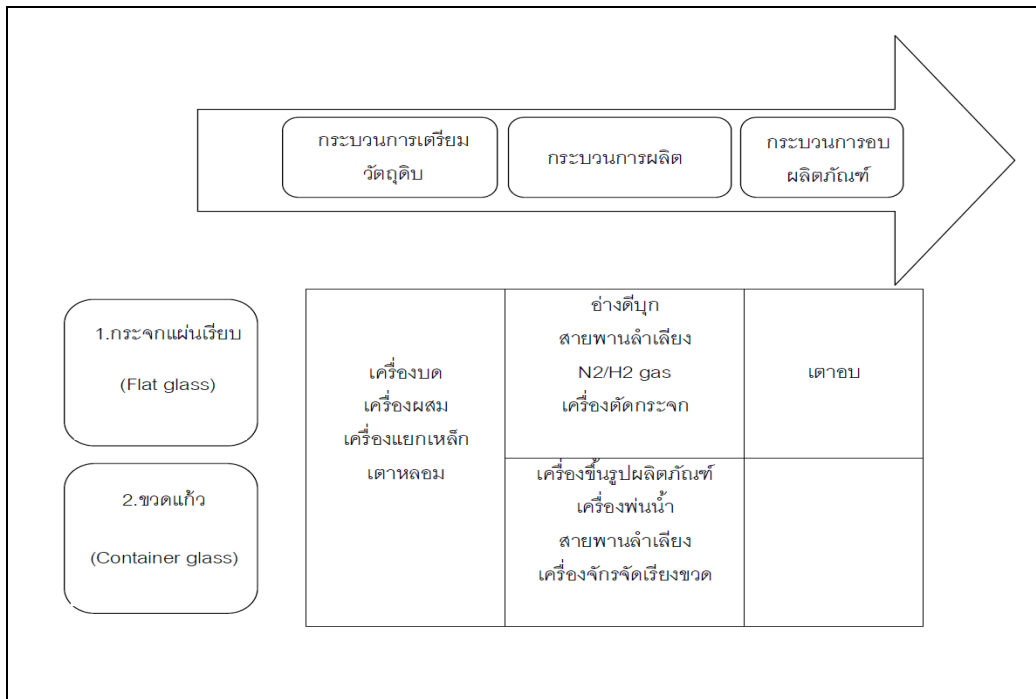 กระบวนการเตรียม
วัตถุดิบ
กระบวนการผลิต
กระบวนการอบ
ผลิตภัณฑ์
1.กระจกแผ่นเรียบ
(Flat glass)
2.ขวดแก้ว
(Container glass)
เครื่องบด
เครื่องผสม
เครื่องแยกเหล็ก
เตาหลอม
อ่างดีบุก
สายพานลำเลียง
N2/H2 gas
เครื่องตัดกระจก
เตาอบ
เครื่องขึ้นรูปผลิตภัณฑ์
เครื่องพ่นน้ำ
สายพานลำเลียง
เครื่องจักรจัดเรียงขวด